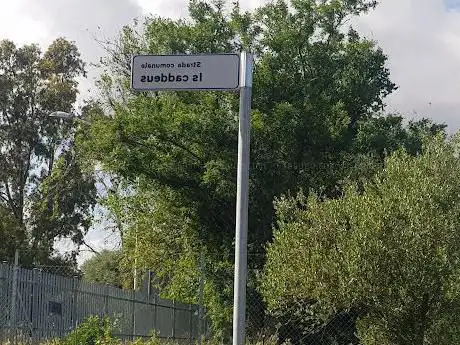 Strada comunale
Is caddeus